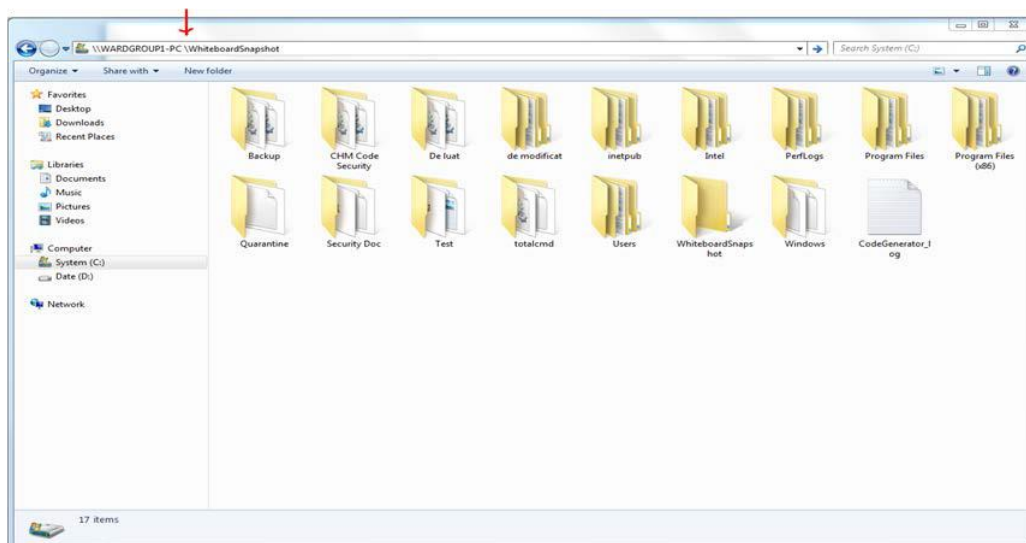 \\WARDGROUP1-PC \WhiteboardSnapshot
Search System (C:)
Organize
Share with
New folder
Favorites
Desktop
Downloads
Recent Places
Libraries
Documents
Music
Pictures
Videos
Computer
System (C:)
Date (D:)
Network
Backup
CHM Code
Security
De luat
de modificat
inetpub
Intel
PerfLogs
Program Files
Program Files
(x86)
Quarantine
Security Doc
Test
totalcmd
Users
WhiteboardSnaps
hot
Windows
CodeGenerator_l
og
17 items